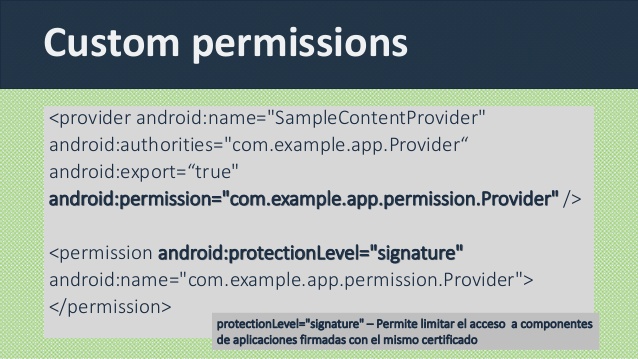 Custom permissions
<provider android:name="SampleContentProvider"
android:authorities="com.example.app.Provider“
android:export=“true"
android:permission="com.example.app.permission.Provider" />
<permission android:protectionLevel="signature"
android:name="com.example.app.permission.Provider">
</permission>
protectionLevel="signature" – Permite limitar el acceso a componentes
de aplicaciones firmadas con el mismo certificado